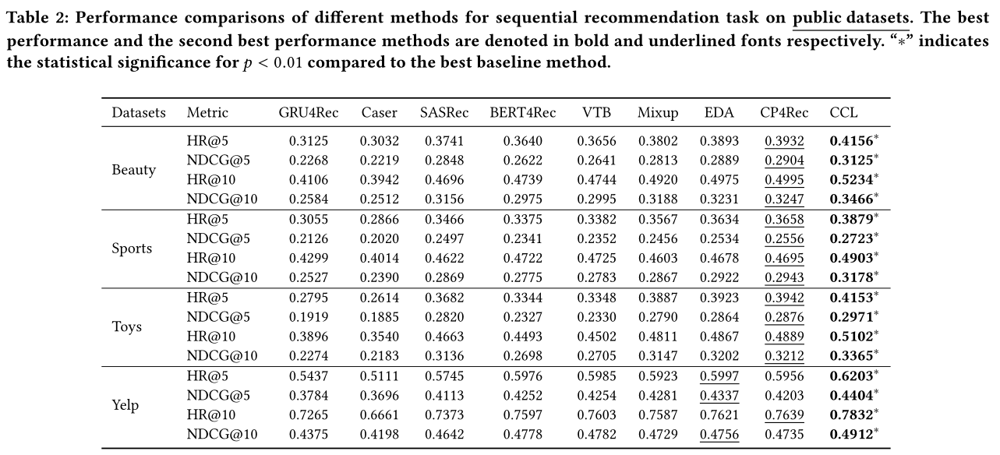 Table 2: Performance comparisons of different methods for sequential recommendation task on public datasets. The best
performance and the second best performance methods are denoted in bold and underlined fonts respectively. “∗” indicates
the statistical significance for p < 0.01 compared to the best baseline method.
Datasets Metric GRU4Rec Caser SASRec BERT4Rec VTB Mixup EDA CP4Rec CCL
HR@5 0.3125 0.3032 0.3741 0.3640 0.3656 0.3802 0.3893 0.3932 0.4156*
NDCG@5 0.2268 0.2219 0.2848 0.2622 0.2641 0.2813 0.2889 0.2904 0.3125*
Beauty
HR@10 0.4106 0.3942 0.4696 0.4739 0.4744 0.4920 0.4975 0.4995 0.5234*
NDCG@10 0.2584 0.2512 0.3156 0.2975 0.2995 0.3188 0.3231 0.3247 0.3466*
HR@5 0.3055 0.2866 0.3466 0.3375 0.3382 0.3567 0.3634 0.3658 0.3879*
NDCG@5 0.2126 0.2020 0.2497 0.2341 0.2352 0.2456 0.2534 0.2556 0.2723*
Sports
HR@10 0.4299 0.4014 0.4622 0.4722 0.4725 0.4603 0.4678 0.4695 0.4903*
NDCG@10 0.2527 0.2390 0.2869 0.2775 0.2783 0.2867 0.2922 0.2943 0.3178*
HR@5 0.2795 0.2614 0.3682 0.3344 0.3348 0.3887 0.3923 0.3942 0.4153*
NDCG@5 0.1919 0.1885 0.2820 0.2327 0.2330 0.2790 0.2864 0.2876 0.2971*
Toys
HR@10 0.3896 0.3540 0.4663 0.4493 0.4502 0.4811 0.4867 0.4889 0.5102*
NDCG@10 0.2274 0.2183 0.3136 0.2698 0.2705 0.3147 0.3202 0.3212 0.3365*
HR@5 0.5437 0.5111 0.5745 0.5976 0.5985 0.5923 0.5997 0.5956 0.6203*
NDCG@5 0.3784 0.3696 0.4113 0.4252 0.4254 0.4281 0.4337 0.4203 0.4404*
Yelp
HR@10 0.7265 0.6661 0.7373 0.7597 0.7603 0.7587 0.7621 0.7639 0.7832*
NDCG@10 0.4375 0.4198 0.4642 0.4778 0.4782 0.4729 0.4756 0.4735 0.4912*